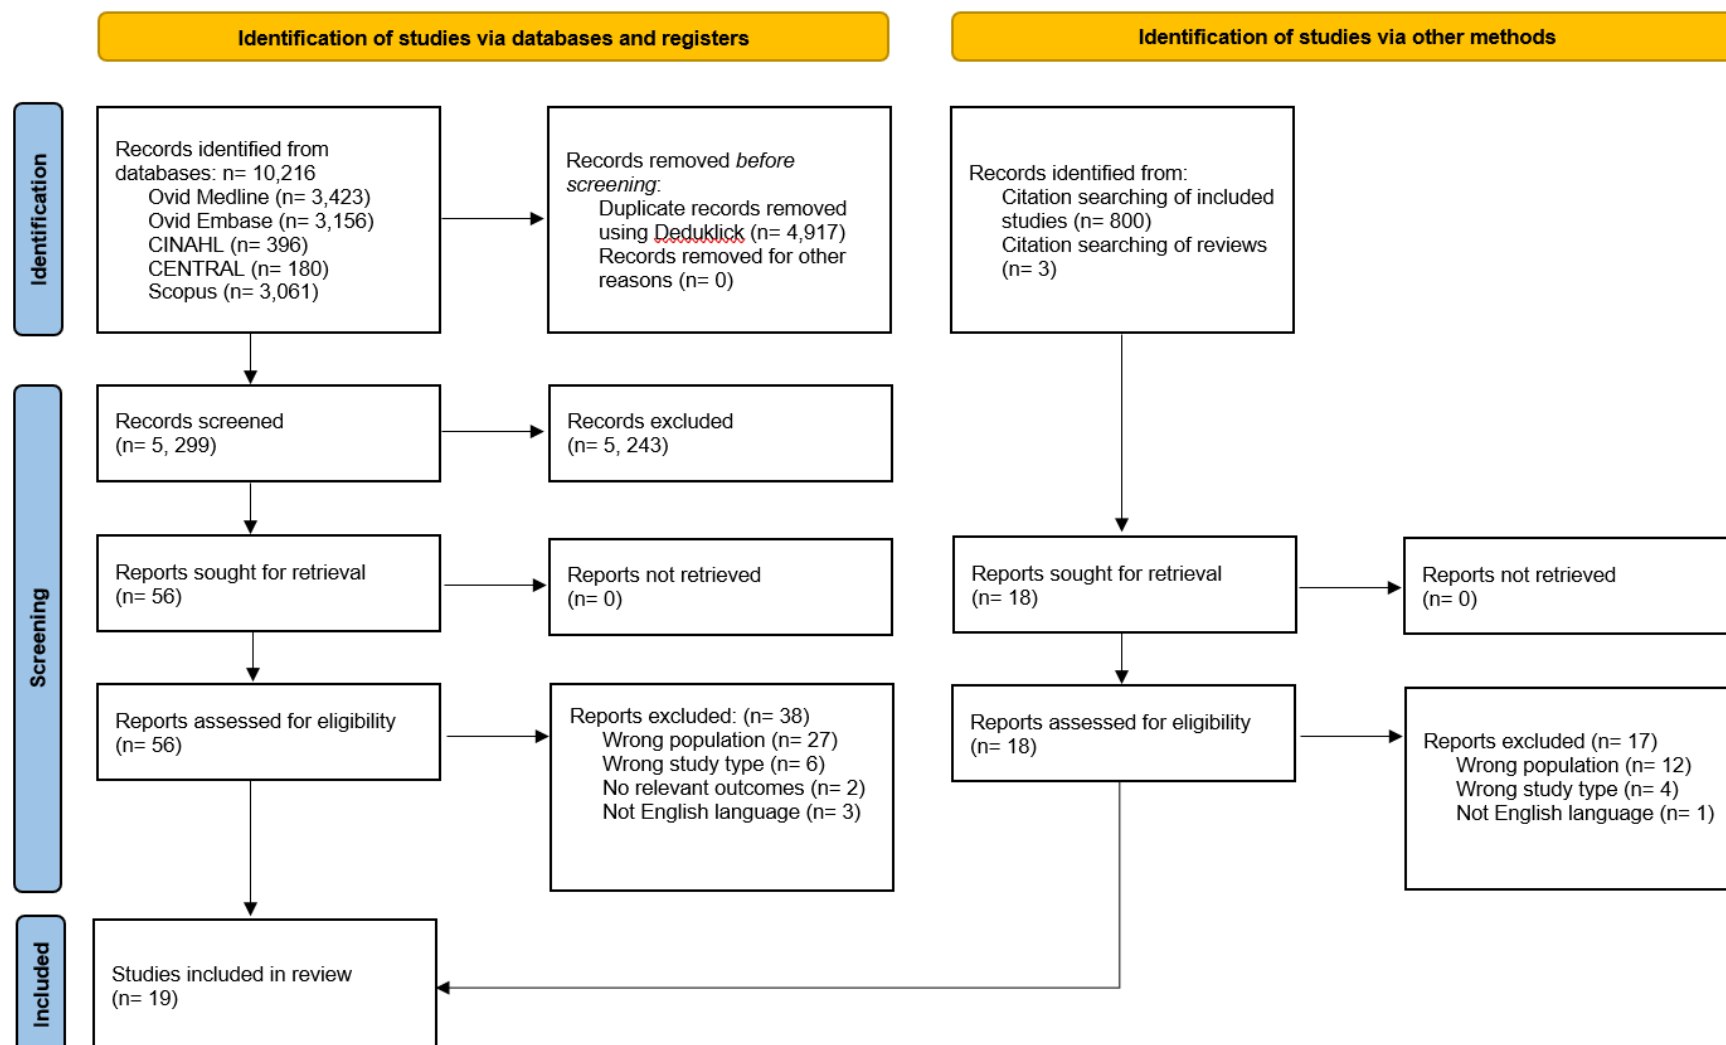 Identification of studies via databases and registers
Identification of studies via other methods
Identification
Records identified from
databases: n= 10,216
Ovid Medline (n= 3,423)
Ovid Embase (n= 3,156)
CINAHL (n= 396)
CENTRAL (n= 180)
Scopus (n= 3,061)
Records removed before
screening:
Duplicate records removed
using Deduklick (n= 4,917)
Records removed for other
reasons (n= 0)
Records identified from:
Citation searching of included
studies (n= 800)
Citation searching of reviews
(n= 3)
Screening
Records screened
(n= 5, 299)
Records excluded
(n= 5, 243)
Reports sought for retrieval
(n= 56)
Reports not retrieved
(n= 0)
Reports sought for retrieval
(n= 18)
Reports not retrieved
(n= 0)
Reports assessed for eligibility
(n= 56)
Reports excluded: (n= 38)
Wrong population (n= 27)
Wrong study type (n= 6)
No relevant outcomes (n= 2)
Not English language (n= 3)
Reports assessed for eligibility
(n= 18)
Reports excluded (n= 17)
Wrong population (n= 12)
Wrong study type (n= 4)
Not English language (n= 1)
Included
Studies included in review
(n= 19)